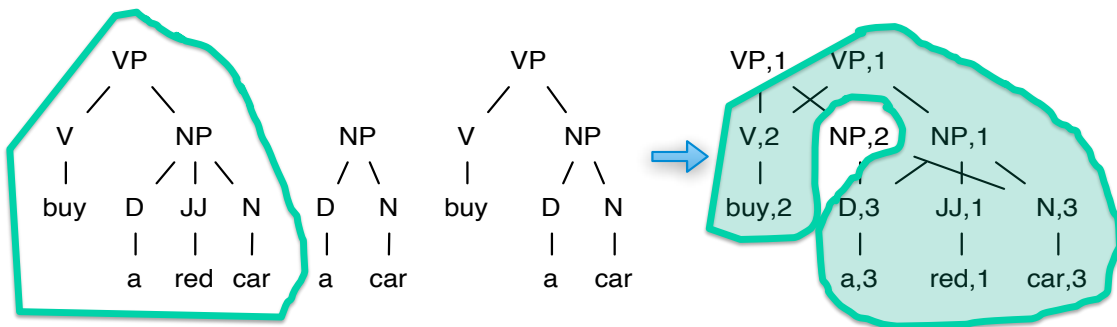 VP VP VP,1 VP,1
V NP NP V NP V,2 NP,2 NP,1
buy D JJ N D N buy D N buy,2 D,3 JJ,1 N,3
a red car a car a car a,3 red,1 car,3